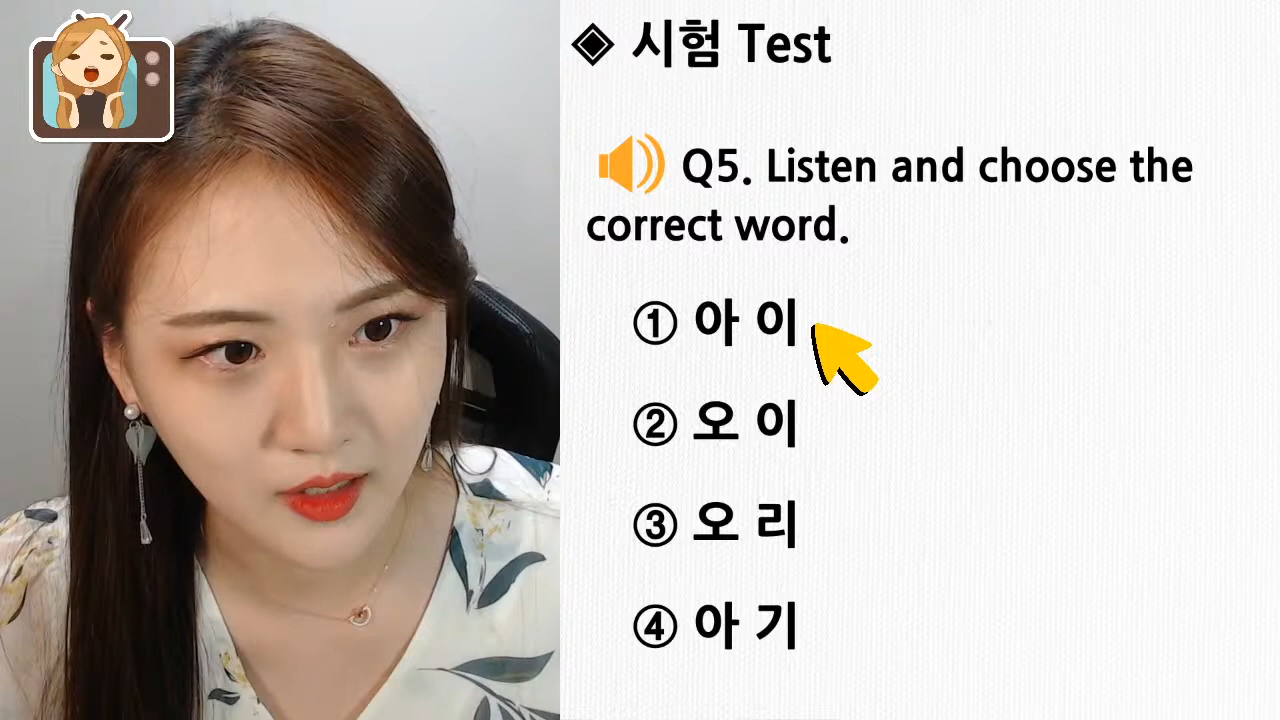 ◈ 시험 Test
Q5. Listen and choose the
correct word.
① 아 이
② 오 이
③ 오 리
④ 아 기